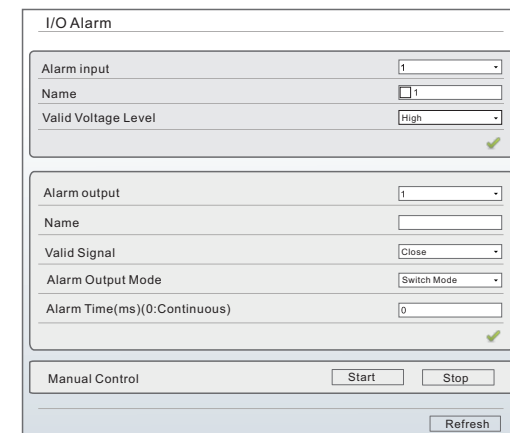 I/O Alarm
Alarm input 1
Name 1
Valid Voltage Level High
Alarm output 1
Name
Valid Signal Close
Alarm Output Mode Switch Mode
Alarm Time(ms)(0:Continuous) 0
Manual Control Start Stop
Refresh